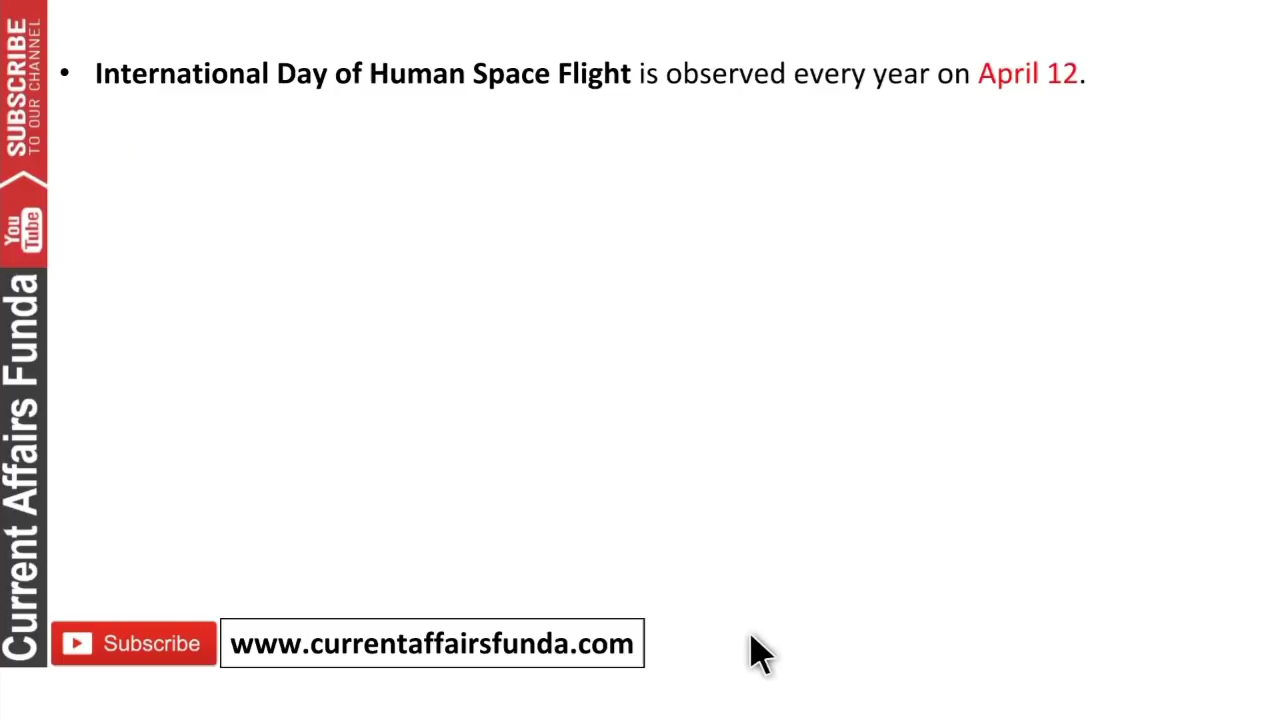 • International Day of Human Space Flight is observed every year on April 12.
SUBSCRIBE
TO OUR CHANNEL
You
Tube
Current Affairs Funda
Subscribe
www.currentaffairsfunda.com